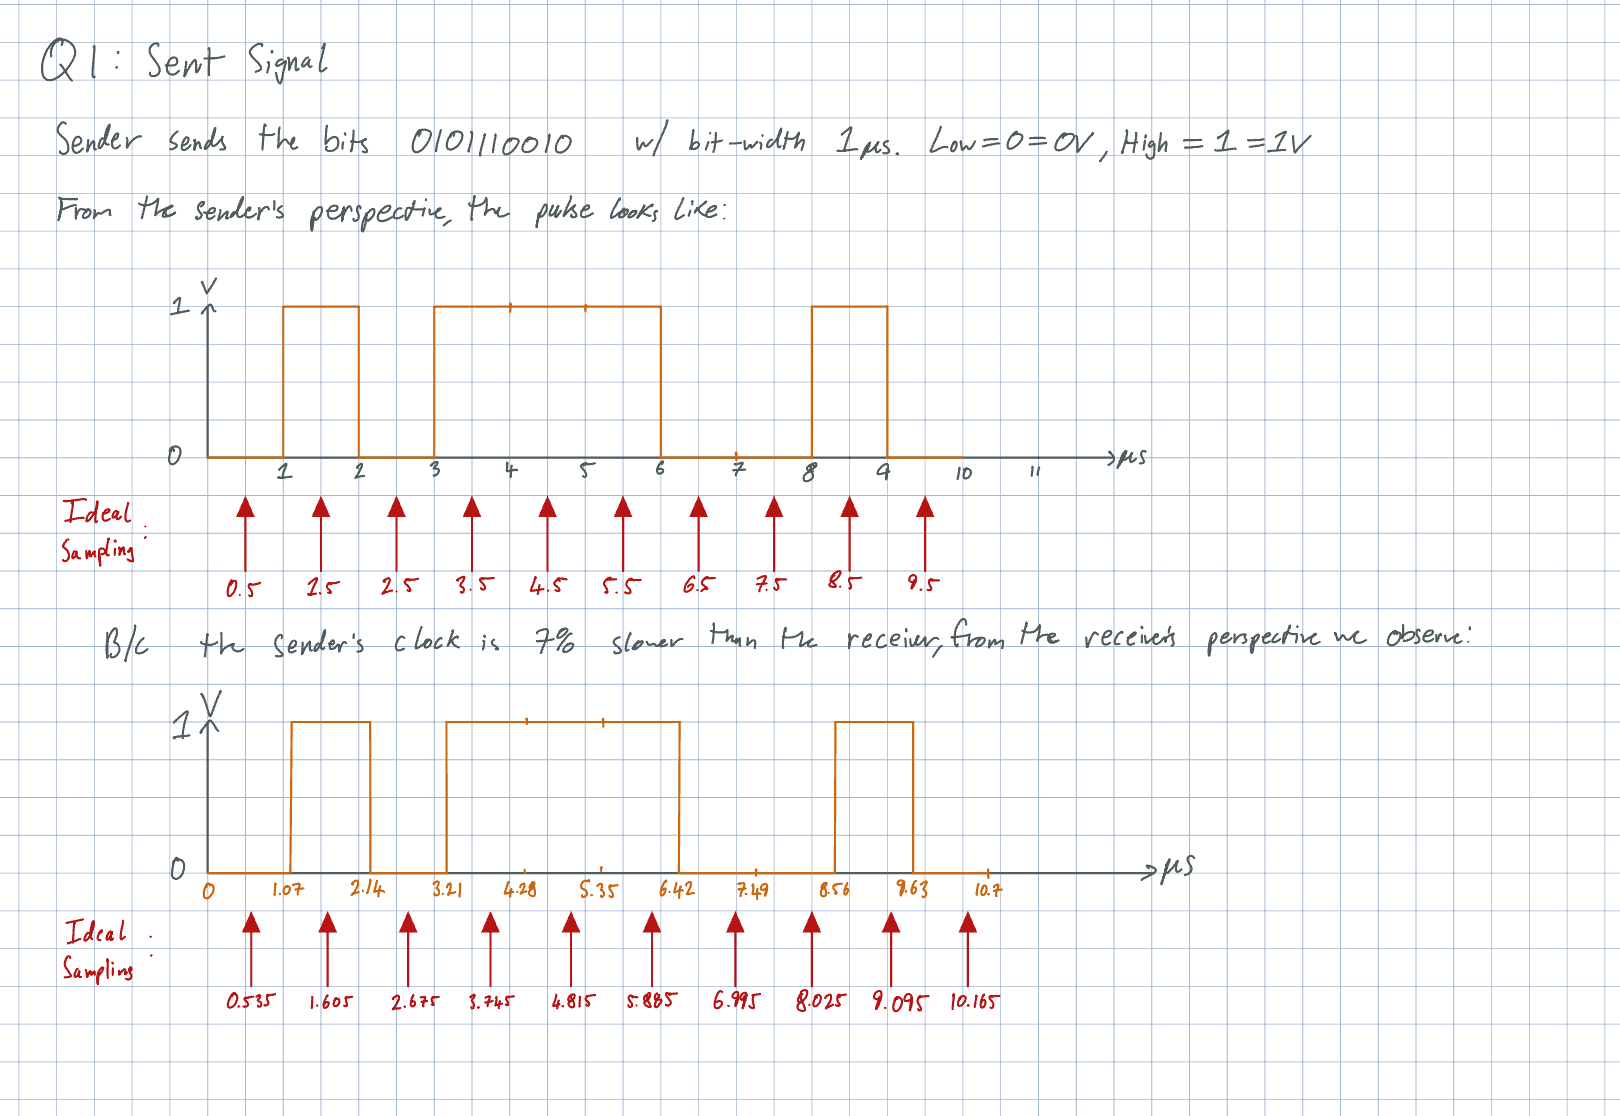 Q1: Sent Signal
Sender sends the bits 0101110010 w/ bit-width 1μs. Low=0=0V, High = 1 =1V
From the sender's perspective, the pulse looks like:
V
1
0
1 2 3 4 5 6 7 8 9 10 11 μs
Ideal
Sampling:
0.5 1.5 2.5 3.5 4.5 5.5 6.5 7.5 8.5 9.5
B/c the sender's clock is 7% slower than the receiver, from the receiver's perspective we observe:
V
1
0
μs
0 1.07 2.14 3.21 4.28 5.35 6.42 7.49 8.56 9.63 10.7
Ideal
Sampling:
0.535 1.605 2.675 3.745 4.815 5.885 6.995 8.025 9.095 10.165